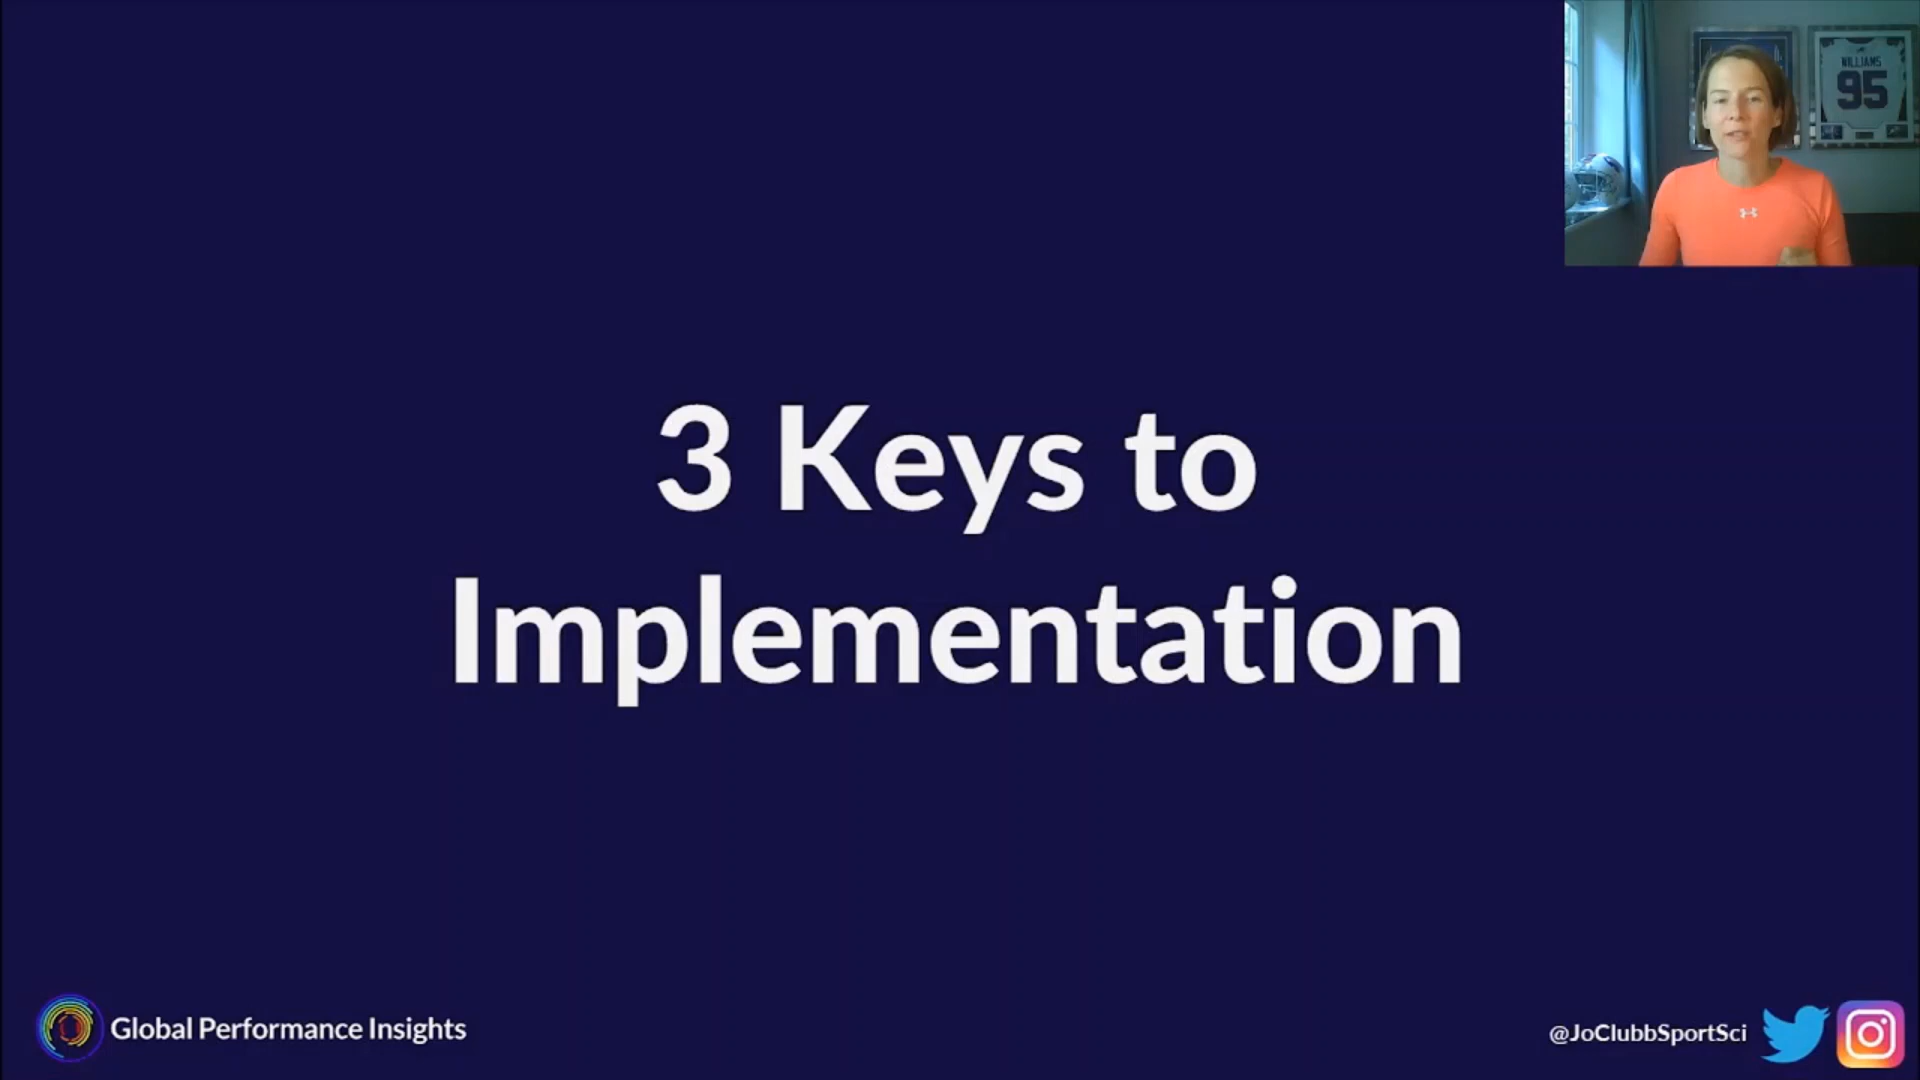 WILLIAMS
95
3 Keys to
Implementation
Global Performance Insights
@JoClubbSportSci